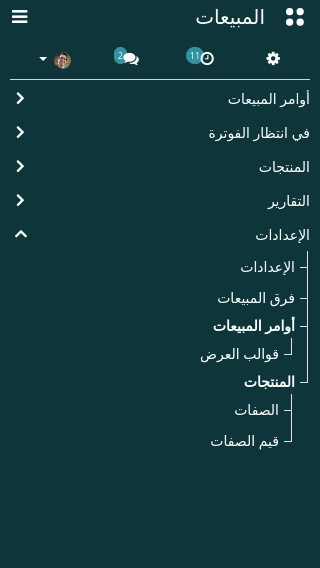 المبيعات
11
2
أوامر المبيعات
في انتظار الفوترة
المنتجات
التقارير
الإعدادات
الإعدادات
فرق المبيعات
أوامر المبيعات
قوالب العرض
المنتجات
الصفات
قيم الصفات